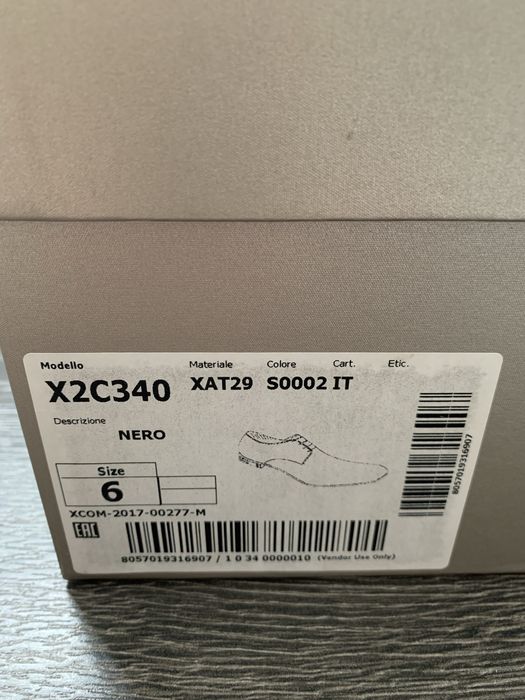 Modello Materiale Colore Cart. Etic.
X2C340 XAT29 S0002 IT
Descrizione
NERO
Size
6
XCOM-2017-00277-M
EAC
8057019316907 / 1 0 34 0000010 (Vendor Use Only)
8057019316907